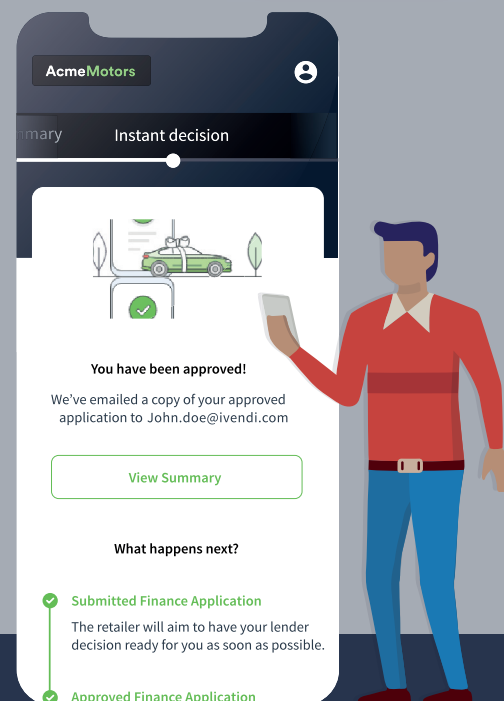 AcmeMotors
mmary Instant decision
You have been approved!
We’ve emailed a copy of your approved
application to John.doe@ivendi.com
View Summary
What happens next?
Submitted Finance Application
The retailer will aim to have your lender
decision ready for you as soon as possible.
Approved Finance Application